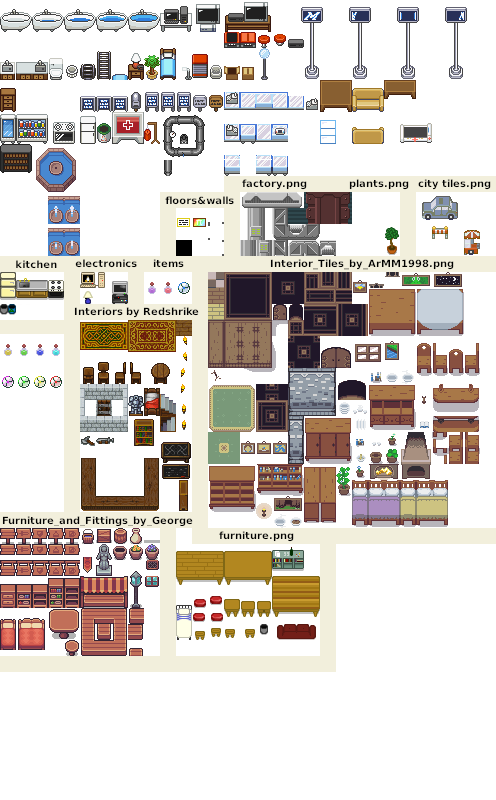 factory.png
plants.png
city tiles.png
floors&walls
kitchen
electronics
items
Interior_Tiles_by_ArMM1998.png
Interiors by Redshrike
Furniture_and_Fittings_by_George
furniture.png